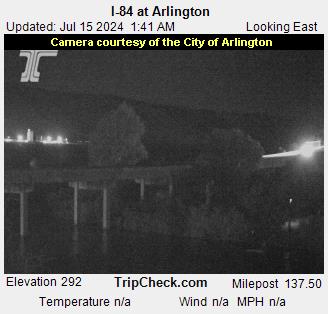 I-84 at Arlington
Updated: Jul 15 2024 1:41 AM Looking East
Camera courtesy of the City of Arlington
Elevation 292 TripCheck.com Milepost 137.50
Temperature n/a Wind n/a MPH n/a